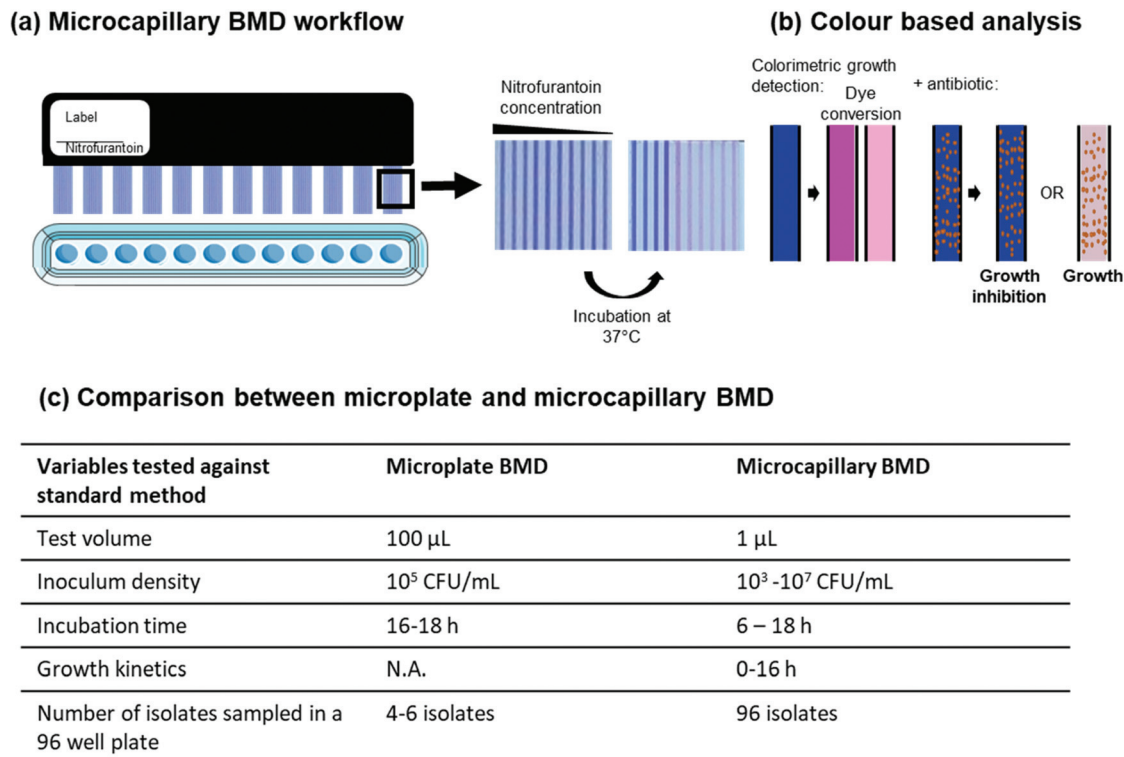 (a) Microcapillary BMD workflow
Label
Nitrofurantoin
Nitrofurantoin
concentration
Incubation at
37°C
(b) Colour based analysis
Colorimetric growth
detection:
Dye
conversion
+ antibiotic:
OR
Growth
inhibition
Growth
(c) Comparison between microplate and microcapillary BMD
Variables tested against
standard method
Microplate BMD
Microcapillary BMD
Test volume
100 µL
1 µL
Inoculum density
10⁵ CFU/mL
10³ -10⁷ CFU/mL
Incubation time
16-18 h
6 – 18 h
Growth kinetics
N.A.
0-16 h
Number of isolates sampled in a
96 well plate
4-6 isolates
96 isolates